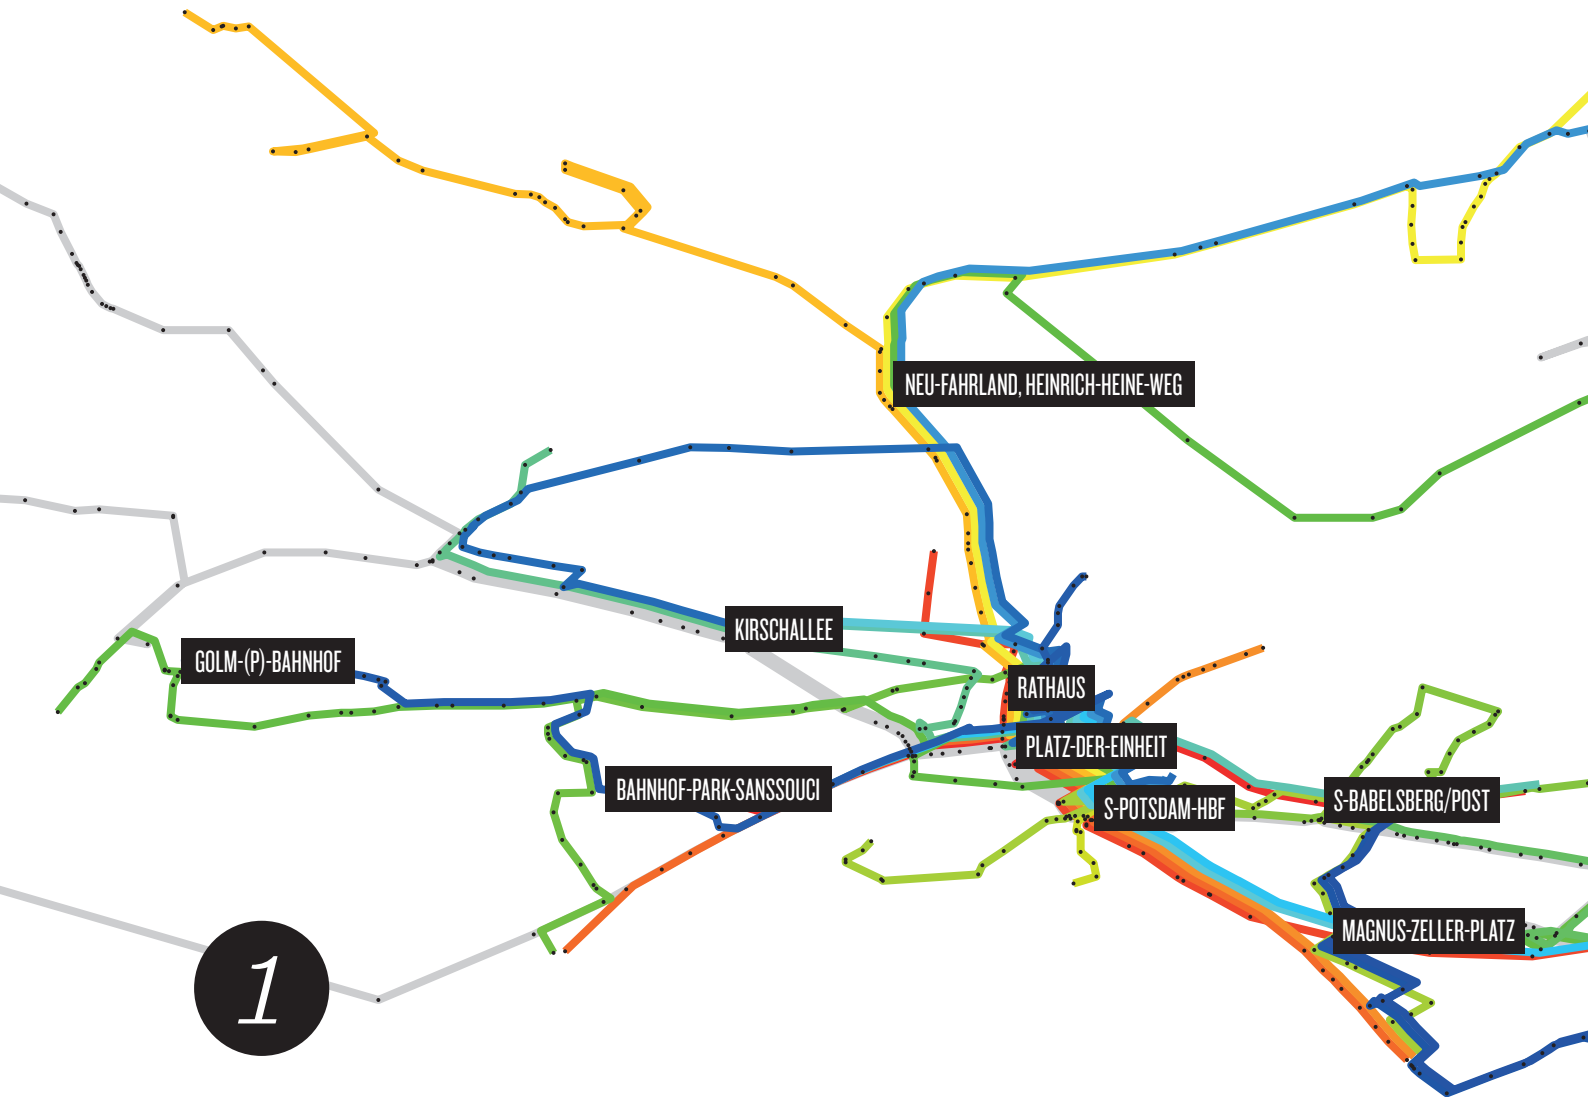 NEU-FAHRLAND, HEINRICH-HEINE-WEG
KIRSCHALLEE
GOLM-(P)-BAHNHOF
RATHAUS
PLATZ-DER-EINHEIT
BAHNHOF-PARK-SANSSOUCI
S-POTSDAM-HBF
S-BABELSBERG/POST
MAGNUS-ZELLER-PLATZ
1